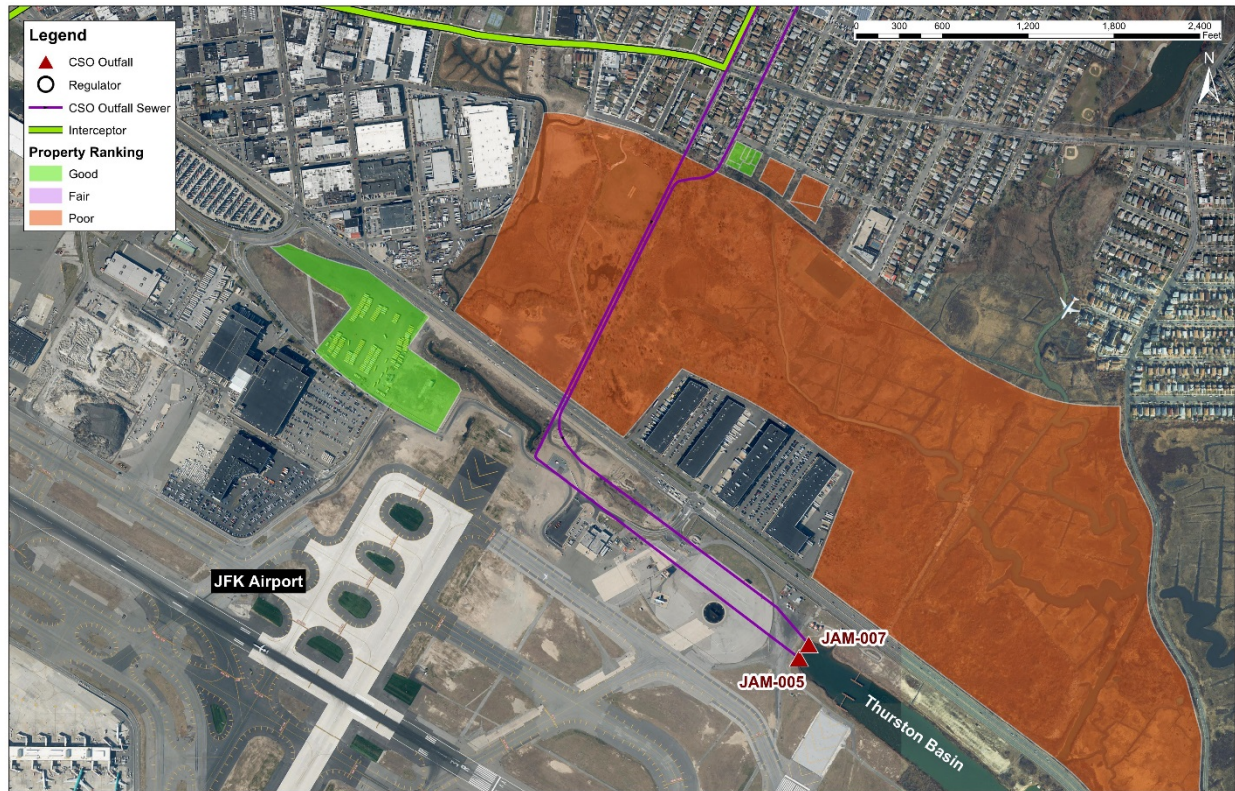 Legend
CSO Outfall
Regulator
CSO Outfall Sewer
Interceptor
Property Ranking
Good
Fair
Poor
0 300 600 1,200 1,800 2,400
Feet
N
JFK Airport
JAM-007
JAM-005
Thurston Basin